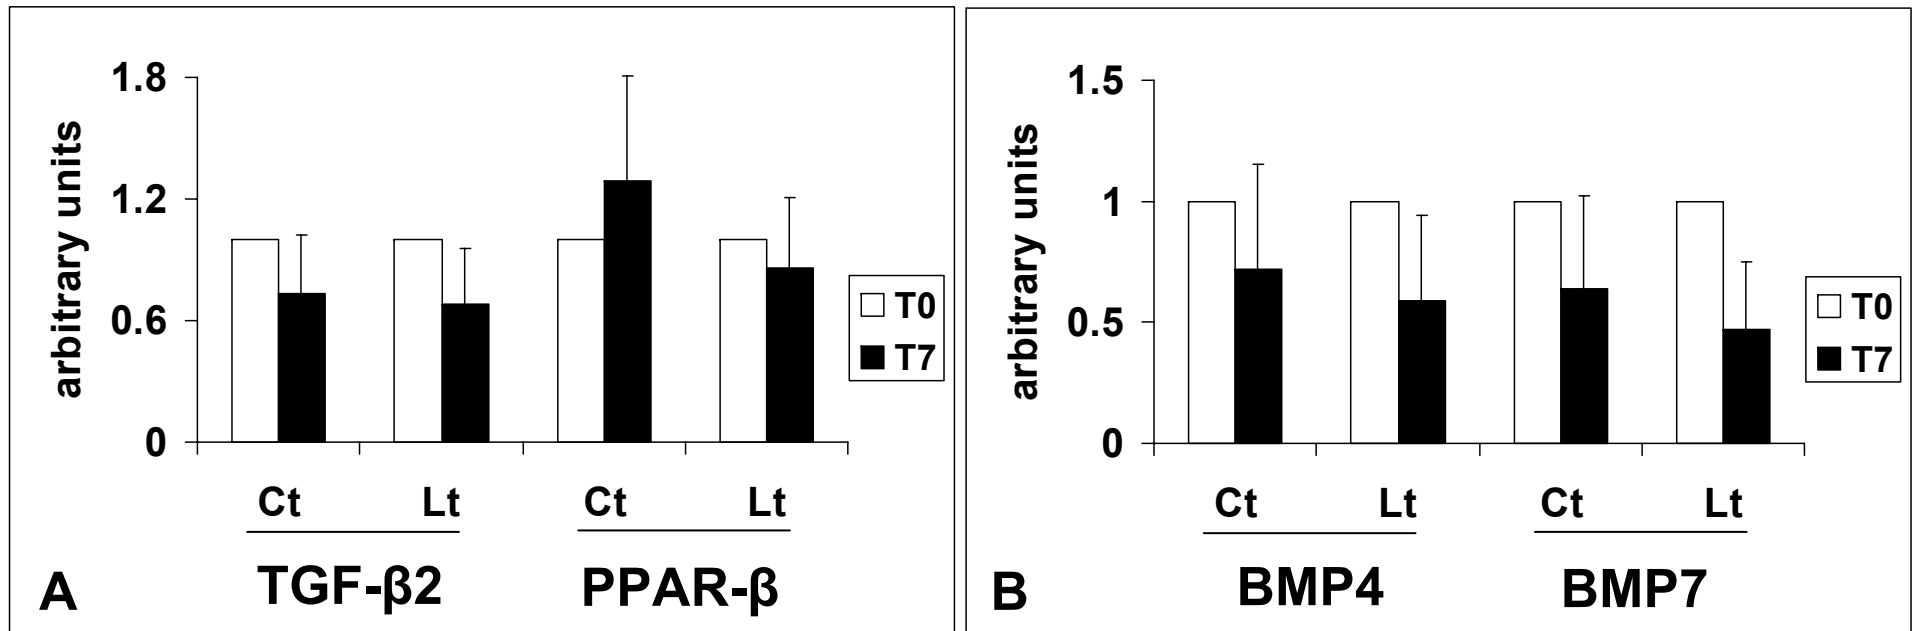 arbitrary units
1.8
1.2
0.6
0
T0
T7
Ct Lt Ct Lt
TGF-β2 PPAR-β
A
arbitrary units
1.5
1
0.5
0
T0
T7
Ct Lt Ct Lt
BMP4 BMP7
B